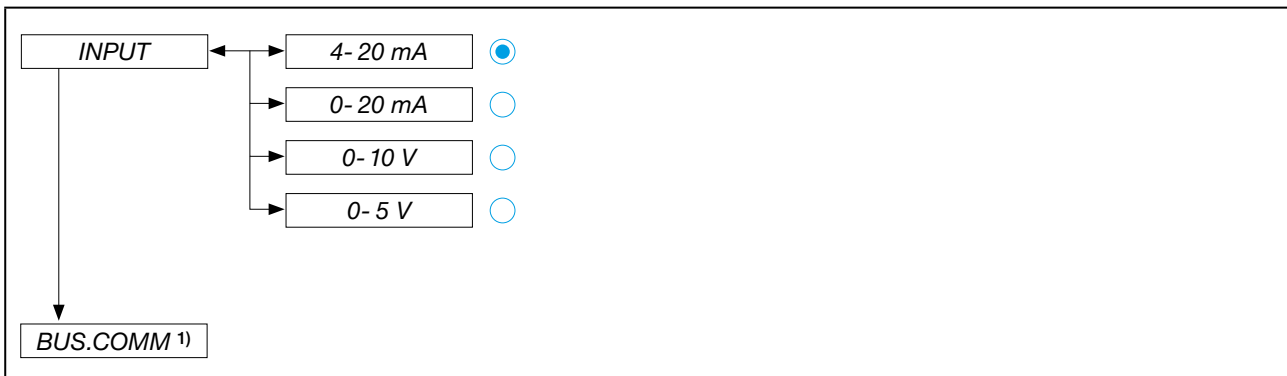 INPUT
4- 20 mA
0- 20 mA
0- 10 V
0- 5 V
BUS.COMM 1)